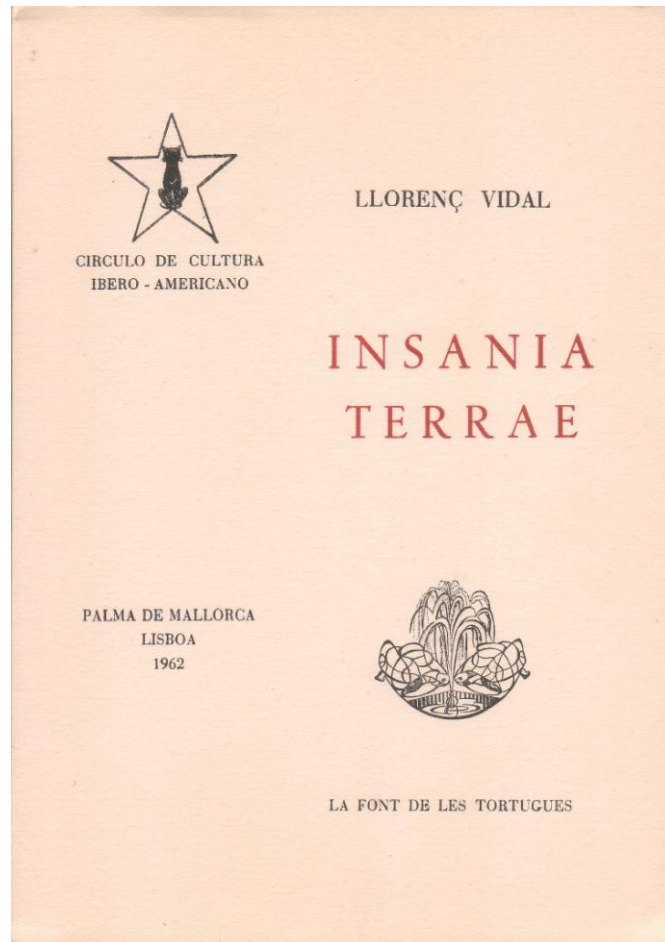 LLORENÇ VIDAL
CIRCULO DE CULTURA
IBERO - AMERICANO
INSANIA
TERRAE
PALMA DE MALLORCA
LISBOA
1962
LA FONT DE LES TORTUGUES